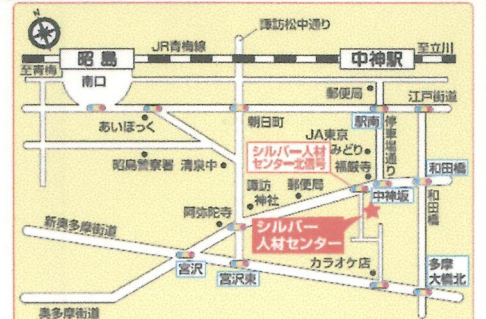 N
諏訪松中通り
JR青梅線
至立川
昭島
中神駅
至青梅
南口
郵便局
江戸街道
あいぽっく
朝日町
駅南
停車場通り
JA東京
みどり
シルバー人材
センター北信号
昭島警察署
清泉中
福厳寺
和田橋
諏訪
神社
郵便局
中神坂
和田橋
阿弥陀寺
新奥多摩街道
シルバー
人材センター
カラオケ店
宮沢
宮沢東
多摩
大橋北
奥多摩街道